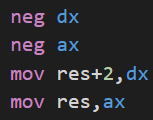 neg dx
neg ax
mov res+2,dx
mov res,ax